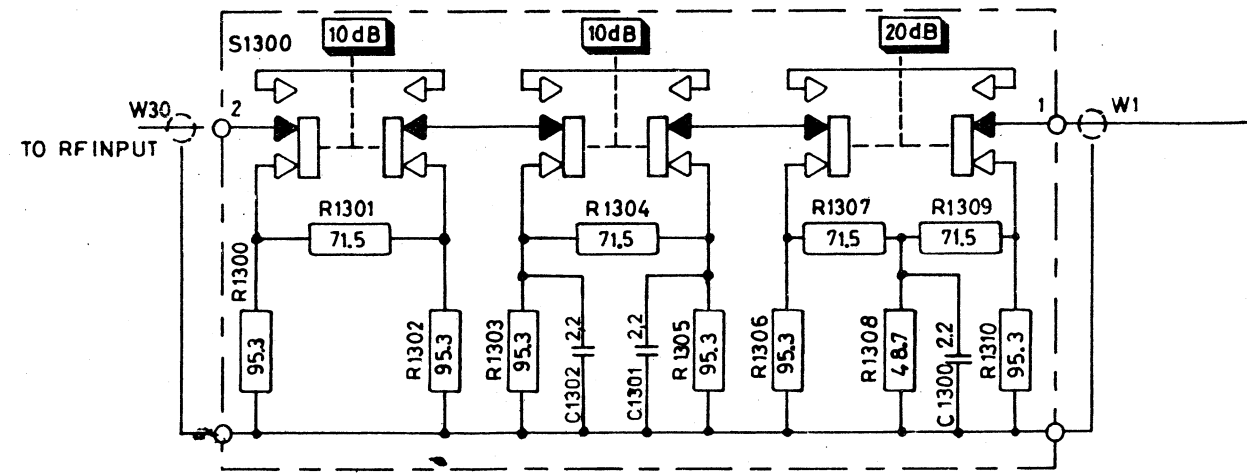 S1300
10dB
10dB
20dB
W30
2
1
W1
TO RF INPUT
R1301
71.5
R1304
71.5
R1307
71.5
R1309
71.5
R1300
95.3
R1302
95.3
R1303
95.3
C1302 2,2
C1301 2,2
R1305
95.3
R1306
95.3
R1308
48.7
C1300 2,2
R1310
95.3